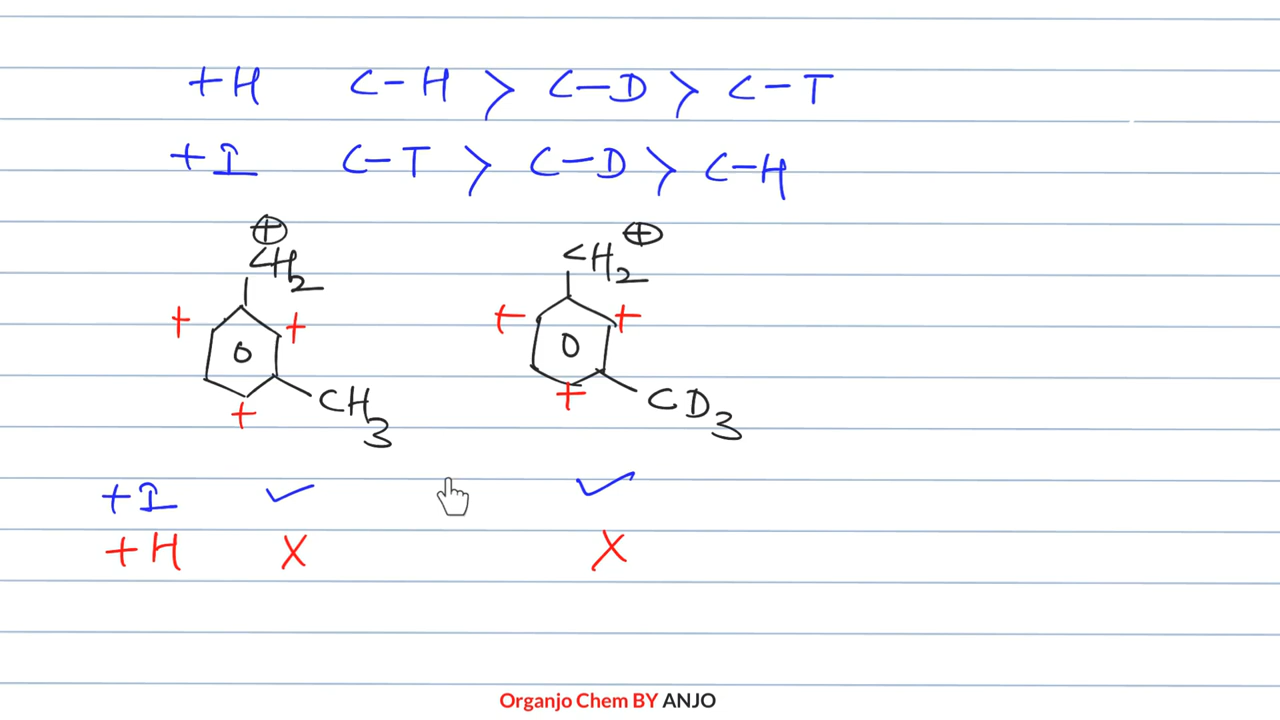 +H C-H > C-D > C-T
+I C-T > C-D > C-H
⊕ ⊕
CH2 CH2
+ + + +
O O
CH3 CD3
+ +
+I ✓ ✓
+H X X
Organjo Chem BY ANJO